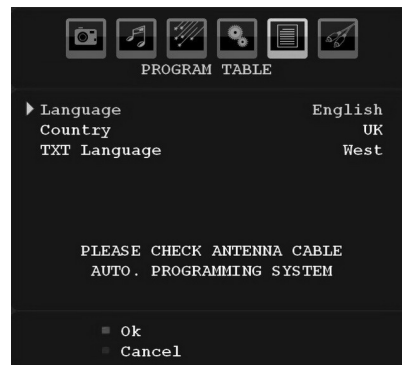 PROGRAM TABLE
Language English
Country UK
TXT Language West
PLEASE CHECK ANTENNA CABLE
AUTO. PROGRAMMING SYSTEM
Ok
Cancel